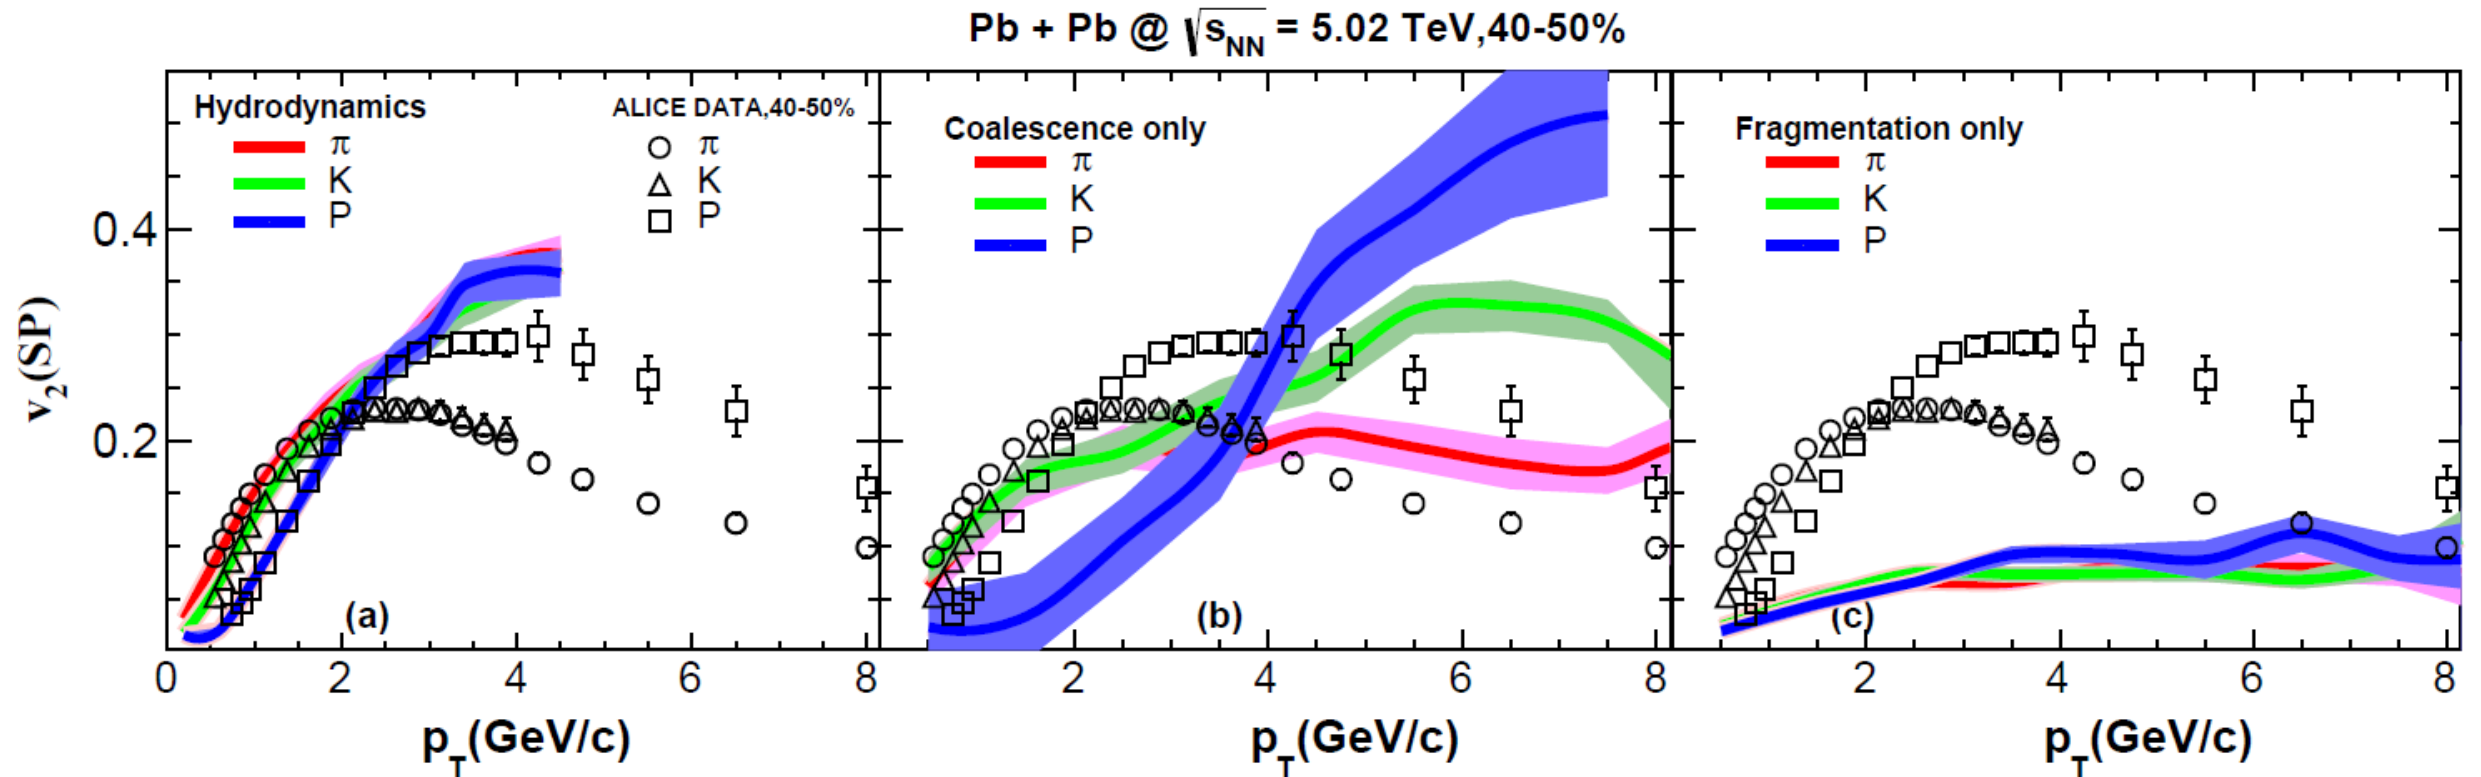 Pb + Pb @ √sNN = 5.02 TeV,40-50%
Hydrodynamics
π
K
P
ALICE DATA,40-50%
π
K
P
Coalescence only
π
K
P
Fragmentation only
π
K
P
0.4
0.2
v2(SP)
(a)
(b)
(c)
0 2 4 6 8
2 4 6 8
2 4 6 8
pT(GeV/c)
pT(GeV/c)
pT(GeV/c)